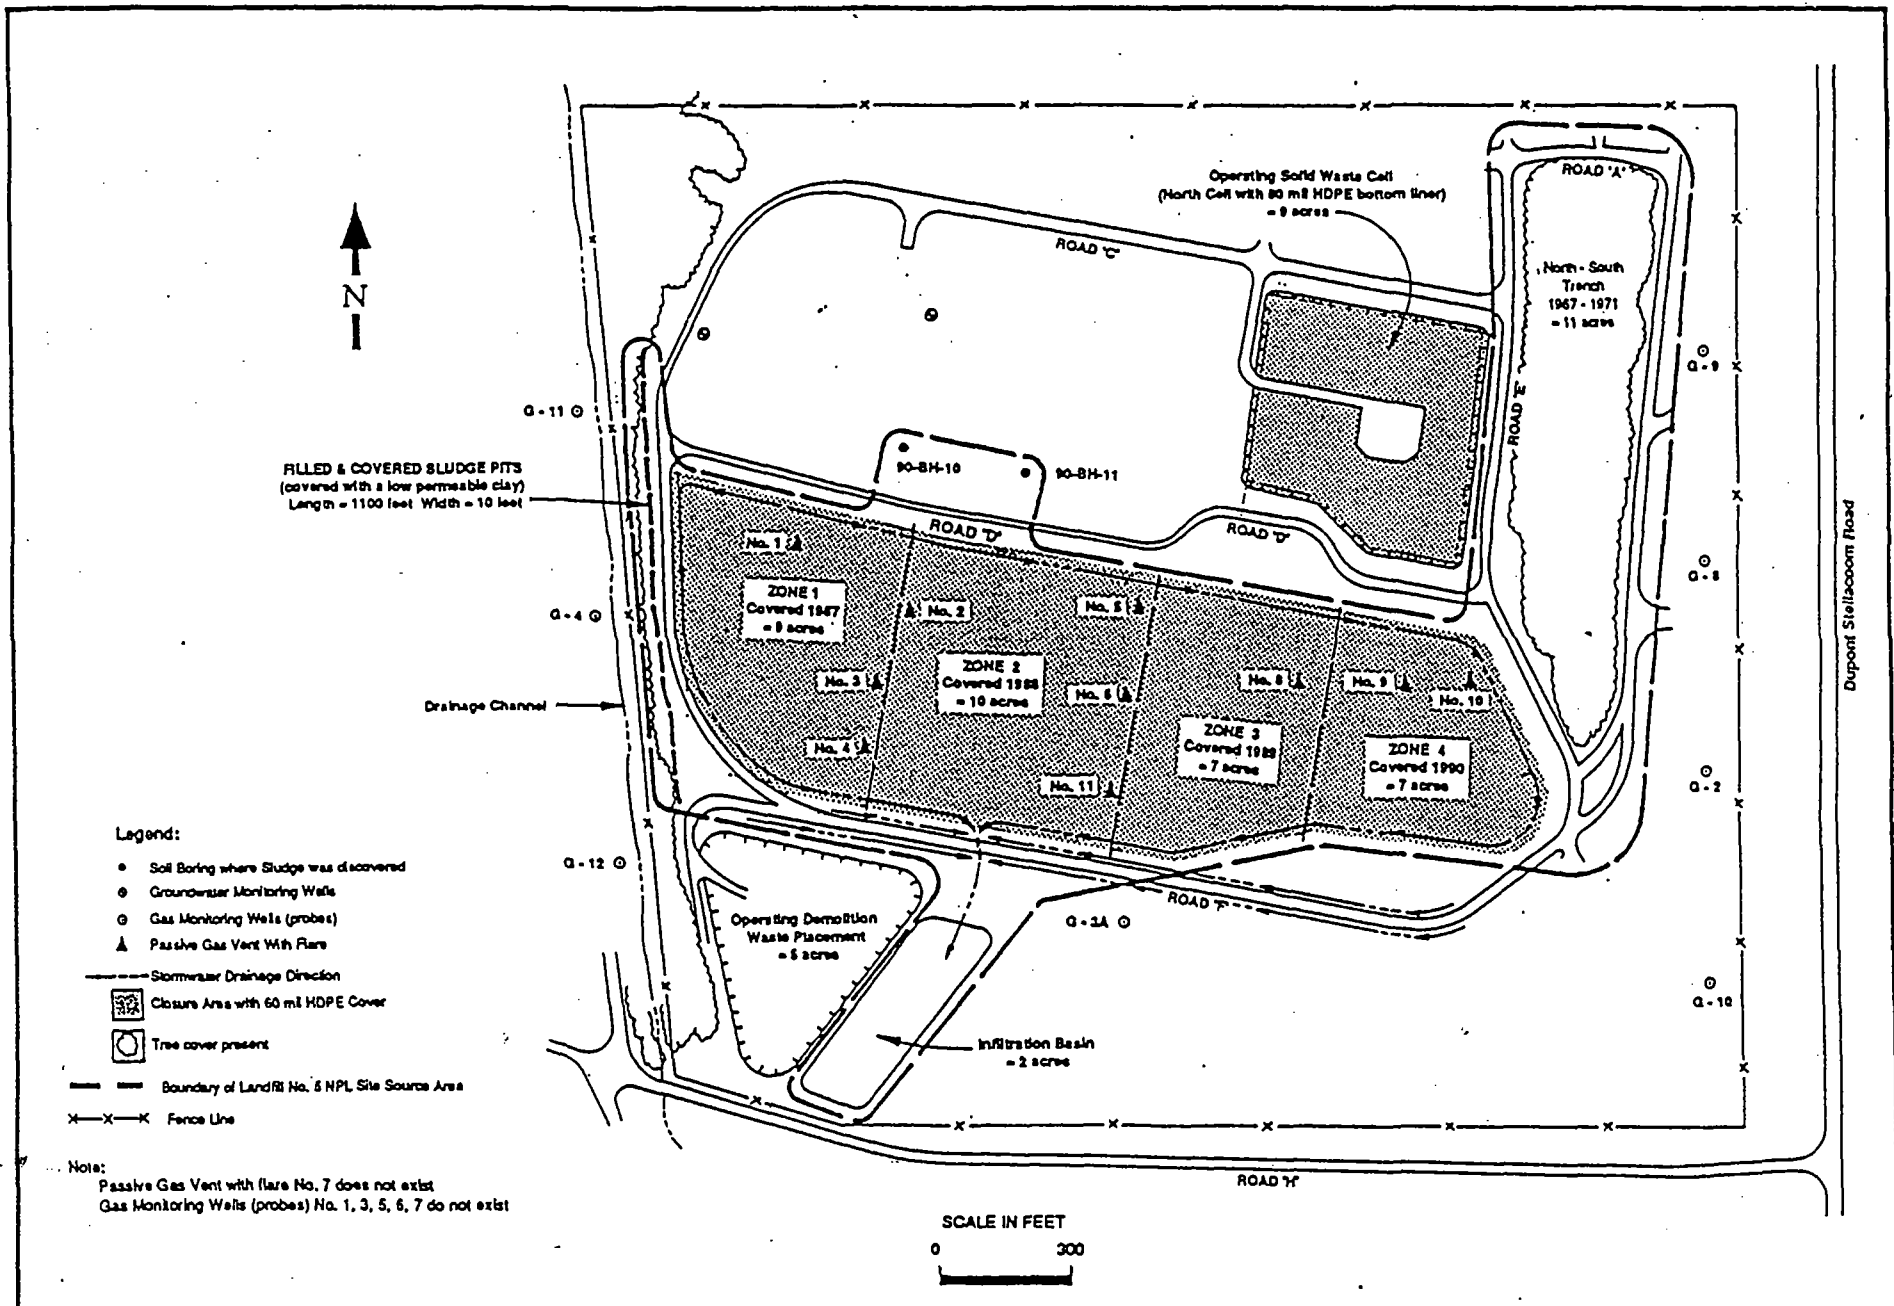 Operating Solid Waste Cell
(North Cell with 80 mil HDPE bottom liner)
= 9 acres
ROAD 'A'
ROAD 'C'
N
North - South
Trench
1967 - 1971
= 11 acres
G - 9
ROAD 'E'
G - 11
FILLED & COVERED SLUDGE PITS
(covered with a low permeable clay)
Length = 1100 feet Width = 10 feet
90-BH-10
90-BH-11
ROAD 'D'
ROAD 'D'
Dupont Steilacoom Road
No. 1
G - 8
ZONE 1
Covered 1987
= 9 acres
No. 2
No. 5
G - 4
ZONE 2
Covered 1988
= 10 acres
No. 3
No. 6
No. 8
No. 9
No. 10
Drainage Channel
ZONE 3
Covered 1989
= 7 acres
No. 4
ZONE 4
Covered 1990
= 7 acres
No. 11
G - 2
Legend:
Soil Boring where Sludge was discovered
Groundwater Monitoring Wells
Gas Monitoring Wells (probes)
Passive Gas Vent With Flare
Stormwater Drainage Direction
Closure Area with 60 mil HDPE Cover
Tree cover present
Boundary of Landfill No. 5 NPL Site Source Area
Fence Line
G - 12
Operating Demolition
Waste Placement
= 5 acres
ROAD 'F'
G - 10
Infiltration Basin
= 2 acres
Note:
Passive Gas Vent with flare No. 7 does not exist
Gas Monitoring Wells (probes) No. 1, 3, 5, 6, 7 do not exist
ROAD 'H'
SCALE IN FEET
0 300